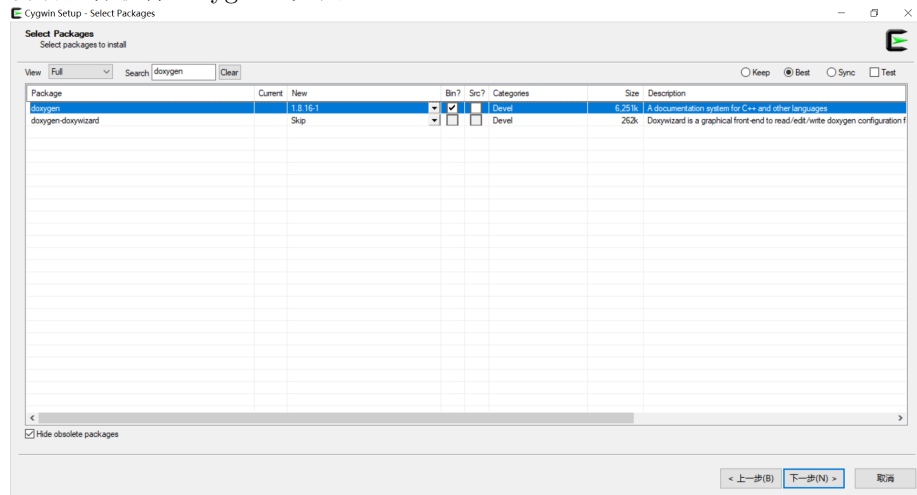 Cygwin Setup - Select Packages
Select Packages
Select packages to install
View Full Search doxygen Clear Keep Best Sync Test
Package Current New Bin? Src? Categories Size Description
doxygen 1.8.16-1 Devel 6,251k A documentation system for C++ and other languages
doxygen-doxywizard Skip Devel 262k Doxywizard is a graphical front-end to read/edit/write doxygen configuration f
Hide obsolete packages
< 上一步(B) 下一步(N) > 取消